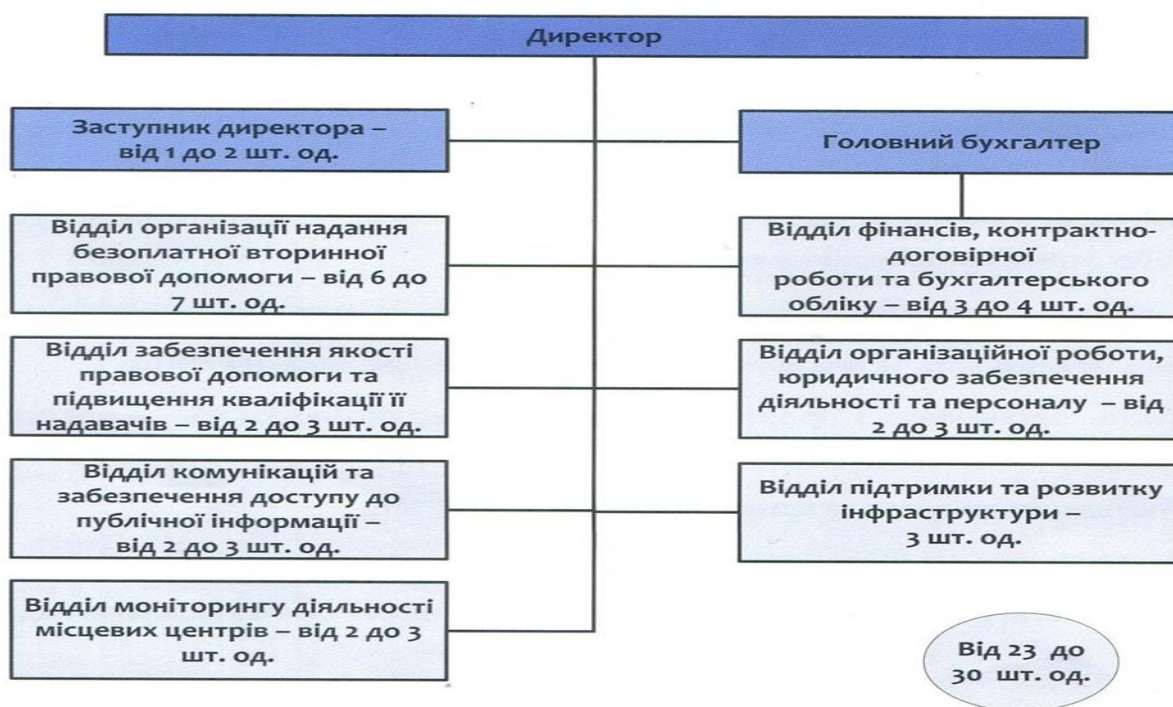 Директор
Заступник директора –
від 1 до 2 шт. од.
Головний бухгалтер
Відділ організації надання
безоплатної вторинної
правової допомоги – від 6 до
7 шт. од.
Відділ фінансів, контрактно-
договірної
роботи та бухгалтерського
обліку – від 3 до 4 шт. од.
Відділ забезпечення якості
правової допомоги та
підвищення кваліфікації її
надавачів – від 2 до 3 шт. од.
Відділ організаційної роботи,
юридичного забезпечення
діяльності та персоналу – від
2 до 3 шт. од.
Відділ комунікацій та
забезпечення доступу до
публічної інформації –
від 2 до 3 шт. од.
Відділ підтримки та розвитку
інфраструктури –
3 шт. од.
Відділ моніторингу діяльності
місцевих центрів – від 2 до 3
шт. од.
Від 23 до
30 шт. од.